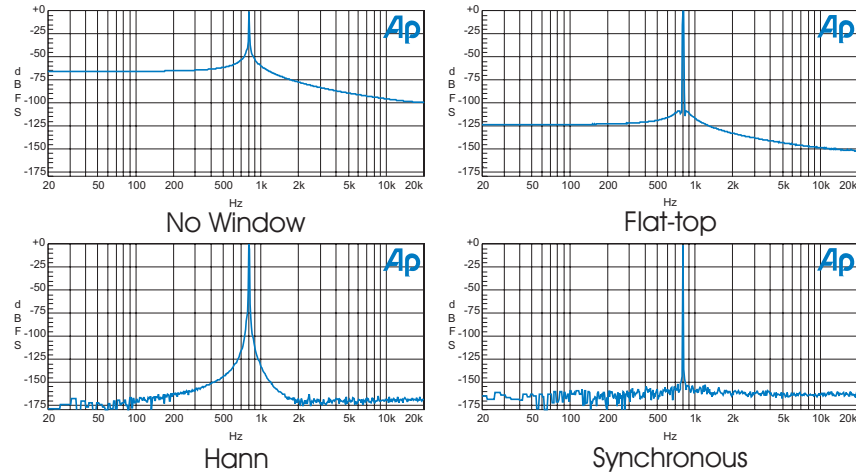 +0
-25
-50
-75
-100
-125
-150
-175
d
B
F
S
Ap
20
50
100
200
500
1k
2k
5k
10k
20k
Hz
No Window
+0
-25
-50
-75
-100
-125
-150
-175
d
B
F
S
Ap
20
50
100
200
500
1k
2k
5k
10k
20k
Hz
Flat-top
+0
-25
-50
-75
-100
-125
-150
-175
d
B
F
S
Ap
20
50
100
200
500
1k
2k
5k
10k
20k
Hz
Hann
+0
-25
-50
-75
-100
-125
-150
-175
d
B
F
S
Ap
20
50
100
200
500
1k
2k
5k
10k
20k
Hz
Synchronous